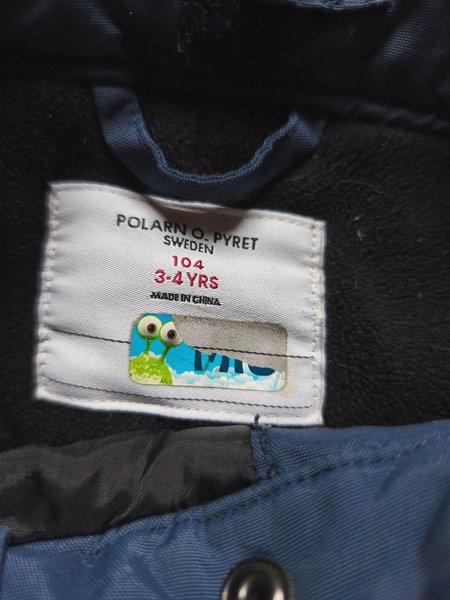 POLARN O. PYRET
SWEDEN
104
3-4 YRS
MADE IN CHINA